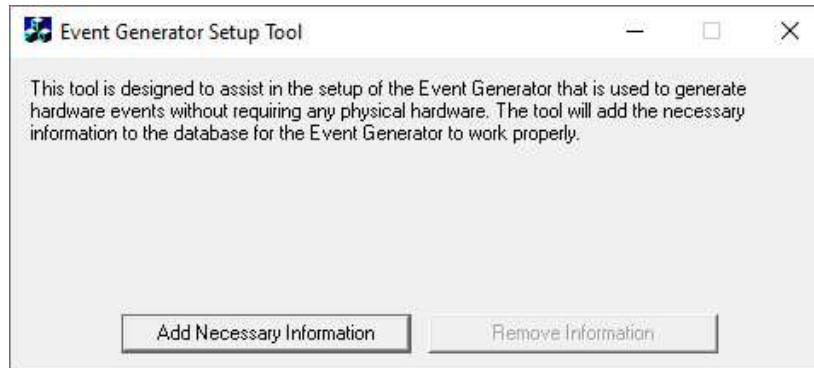 Event Generator Setup Tool
This tool is designed to assist in the setup of the Event Generator that is used to generate
hardware events without requiring any physical hardware. The tool will add the necessary
information to the database for the Event Generator to work properly.
Add Necessary Information
Remove Information